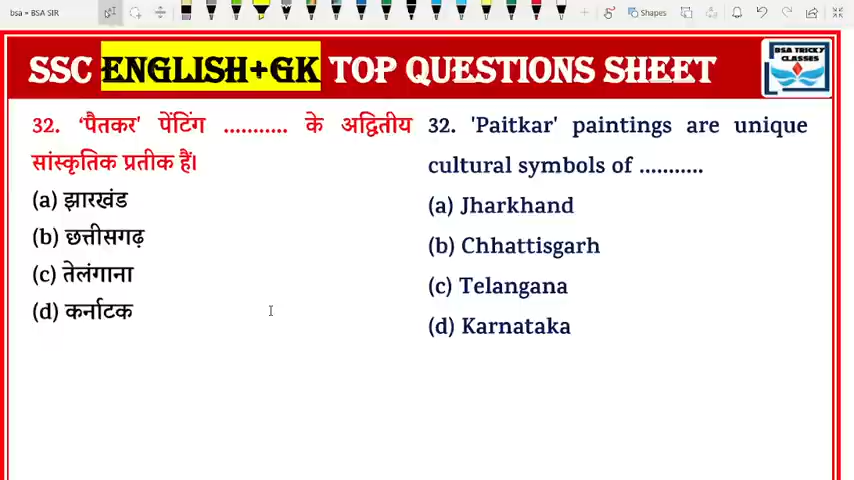 bsa • BSA SIR
Shapes
SSC ENGLISH+GK TOP QUESTIONS SHEET
BSA TRICKY
CLASSES
32. ‘पैतकर' पेंटिंग ........... के अद्वितीय
सांस्कृतिक प्रतीक हैं।
(a) झारखंड
(b) छत्तीसगढ़
(c) तेलंगाना
(d) कर्नाटक
32. 'Paitkar' paintings are unique
cultural symbols of ...........
(a) Jharkhand
(b) Chhattisgarh
(c) Telangana
(d) Karnataka